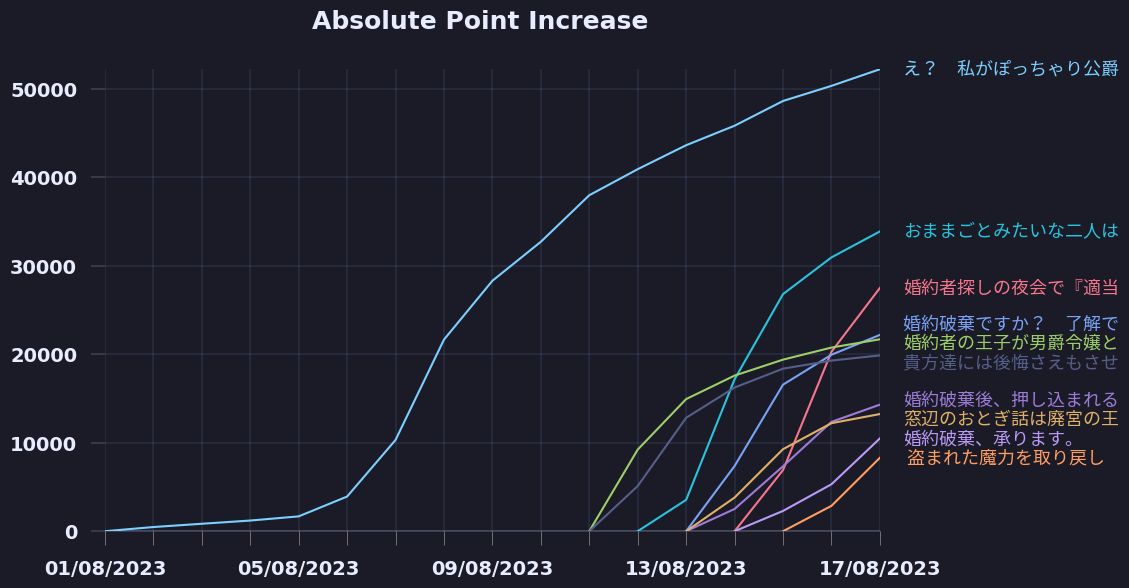 Absolute Point Increase
50000
40000
30000
20000
10000
0
01/08/2023
05/08/2023
09/08/2023
13/08/2023
17/08/2023
え？　私がぽっちゃり公爵
おままごとみたいな二人は
婚約者探しの夜会で『適当
婚約破棄ですか？　了解で
婚約者の王子が男爵令嬢と
貴方達には後悔さえもさせ
婚約破棄後、押し込まれる
窓辺のおとぎ話は廃宮の王
婚約破棄、承ります。
盗まれた魔力を取り戻し